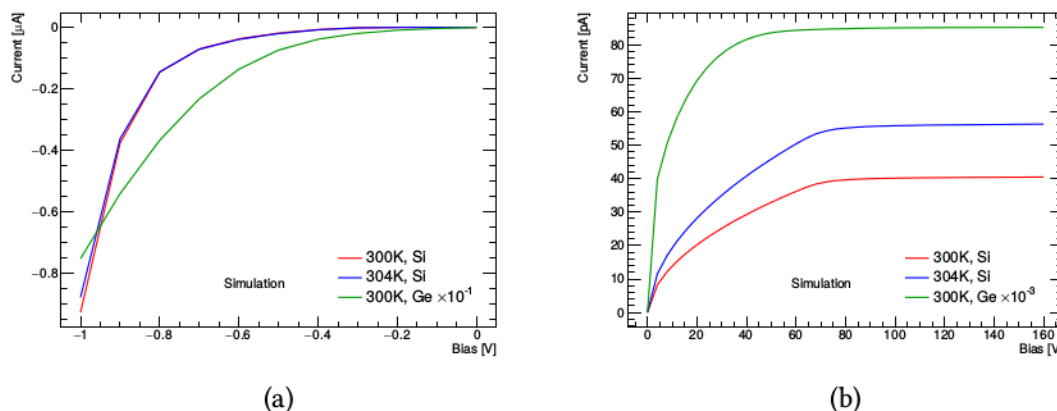 Current [μA]
0
−0.2
−0.4
−0.6
−0.8
−1
−0.8
−0.6
−0.4
−0.2
0
Bias [V]
Simulation
300K, Si
304K, Si
300K, Ge ×10⁻¹
(a)
Current [pA]
80
70
60
50
40
30
20
10
0
0
20
40
60
80
100
120
140
160
Bias [V]
Simulation
300K, Si
304K, Si
300K, Ge ×10⁻³
(b)